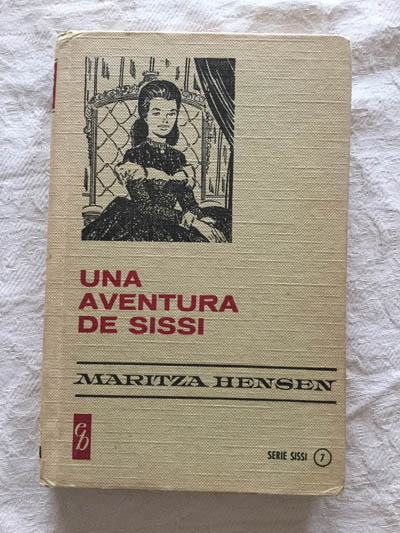 UNA
AVENTURA
DE SISSI
MARITZA HENSEN
cb
SERIE SISSI 7